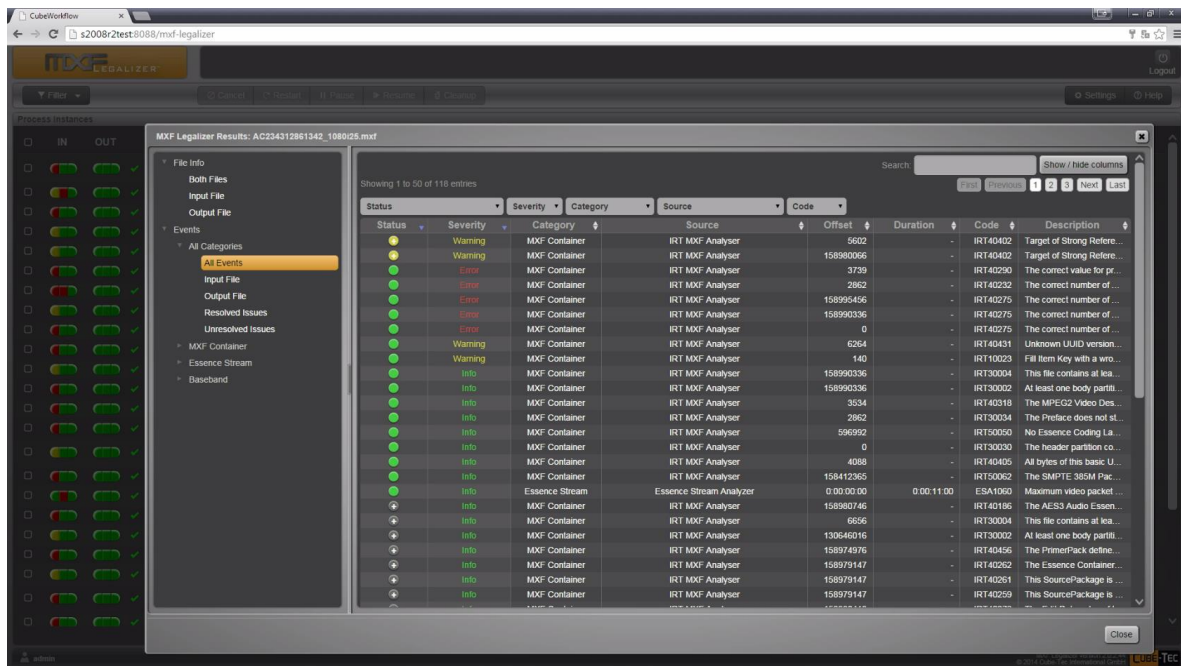 CubeWorkflow
s2008r2test:8088/mxf-legalizer
MXF LEGALIZER
Logout
Filter
Cancel Restart Pause Resume Cleanup
Settings Help
Process instances
IN OUT
MXF Legalizer Results: AC234312861342_1080i25.mxf
File Info
Both Files
Input File
Output File
Events
All Categories
All Events
Input File
Output File
Resolved Issues
Unresolved Issues
MXF Container
Essence Stream
Baseband
Search:
Show / hide columns
Showing 1 to 50 of 116 entries
First Previous 1 2 3 Next Last
Status Severity Category Source Code
Status Severity Category Source Offset Duration Code Description
Warning MXF Container IRT MXF Analyser 5602 - IRT40402 Target of Strong Refere...
Warning MXF Container IRT MXF Analyser 158980066 - IRT40402 Target of Strong Refere...
Error MXF Container IRT MXF Analyser 3739 - IRT40290 The correct value for pr...
Error MXF Container IRT MXF Analyser 2862 - IRT40232 The correct number of ...
Error MXF Container IRT MXF Analyser 158995456 - IRT40275 The correct number of ...
Error MXF Container IRT MXF Analyser 158990336 - IRT40275 The correct number of ...
Error MXF Container IRT MXF Analyser 0 - IRT40275 The correct number of ...
Warning MXF Container IRT MXF Analyser 6264 - IRT40431 Unknown UUID version...
Warning MXF Container IRT MXF Analyser 140 - IRT10023 Fill Item Key with a wro...
Info MXF Container IRT MXF Analyser 158990336 - IRT30004 This file contains at lea...
Info MXF Container IRT MXF Analyser 158990336 - IRT30002 At least one body partiti...
Info MXF Container IRT MXF Analyser 3534 - IRT40318 The MPEG2 Video Des...
Info MXF Container IRT MXF Analyser 2862 - IRT30034 The Preface does not st...
Info MXF Container IRT MXF Analyser 596992 - IRT50050 No Essence Coding La...
Info MXF Container IRT MXF Analyser 0 - IRT30030 The header partition co...
Info MXF Container IRT MXF Analyser 4088 - IRT40405 All bytes of this basic U...
Info MXF Container IRT MXF Analyser 158412365 - IRT50062 The SMPTE 385M Pac...
Info Essence Stream Essence Stream Analyzer 0:00:00:00 0:00:11:00 ESA1060 Maximum video packet ...
Info MXF Container IRT MXF Analyser 158980746 - IRT40186 The AES3 Audio Essen...
Info MXF Container IRT MXF Analyser 6656 - IRT30004 This file contains at lea...
Info MXF Container IRT MXF Analyser 130646016 - IRT30002 At least one body partiti...
Info MXF Container IRT MXF Analyser 158974976 - IRT40456 The PrimerPack define...
Info MXF Container IRT MXF Analyser 158979147 - IRT40262 The Essence Container...
Info MXF Container IRT MXF Analyser 158979147 - IRT40261 This SourcePackage is ...
Info MXF Container IRT MXF Analyser 158979147 - IRT40259 This SourcePackage is ...
Close
admin
CUBE-TEC